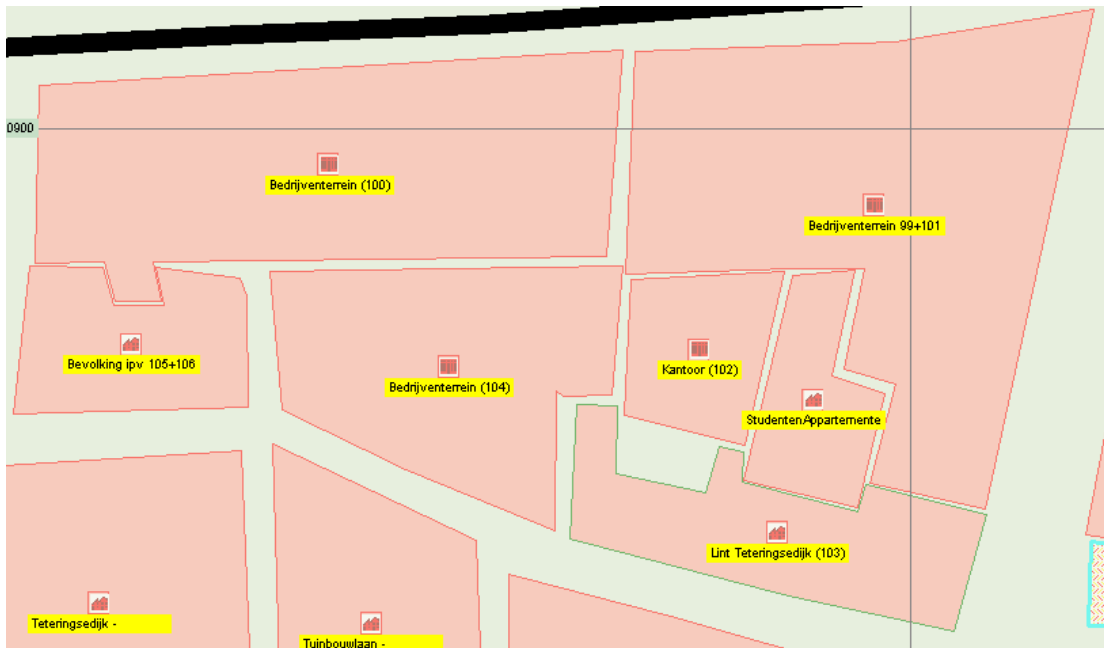 0900
Bedrijventerrein (100)
Bedrijventerrein 99+101
Bevolking ipv 105+106
Bedrijventerrein (104)
Kantoor (102)
StudentenAppartemente
Lint Teteringsedijk (103)
Teteringsedijk -
Tuinbouwlaan -